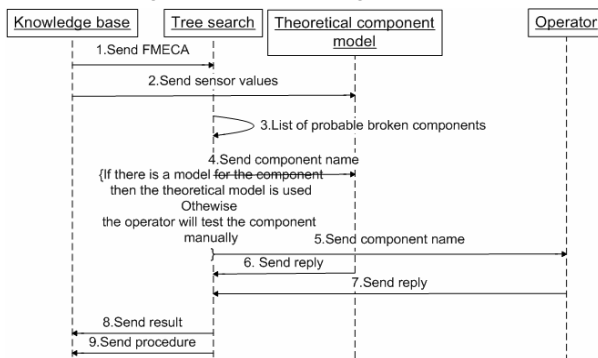 Knowledge base
Tree search
Theoretical component
model
Operator
1.Send FMECA
2.Send sensor values
3.List of probable broken components
4.Send component name
{If there is a model for the component
then the theoretical model is used
Othewise
the operator will test the component
manually
}
5.Send component name
6. Send reply
7.Send reply
8.Send result
9.Send procedure